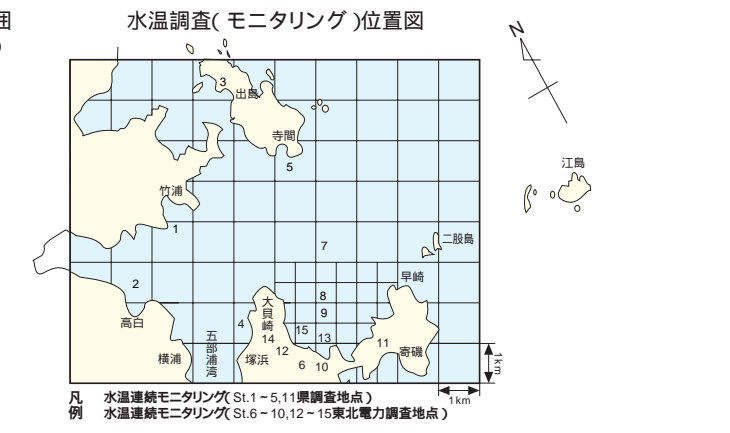 囲
)
水温調査(モニタリング)位置図
N
3
出島
寺間
5
江島
竹浦
1
7
二股島
2
早崎
8
大貝崎
9
高白
4
15
14
13
五部浦湾
11
12
横浦
塚浜
6
10
寄磯
1km
1km
凡 水温連続モニタリング(St.1~5,11県調査地点)
例 水温連続モニタリング(St.6~10,12~15東北電力調査地点)